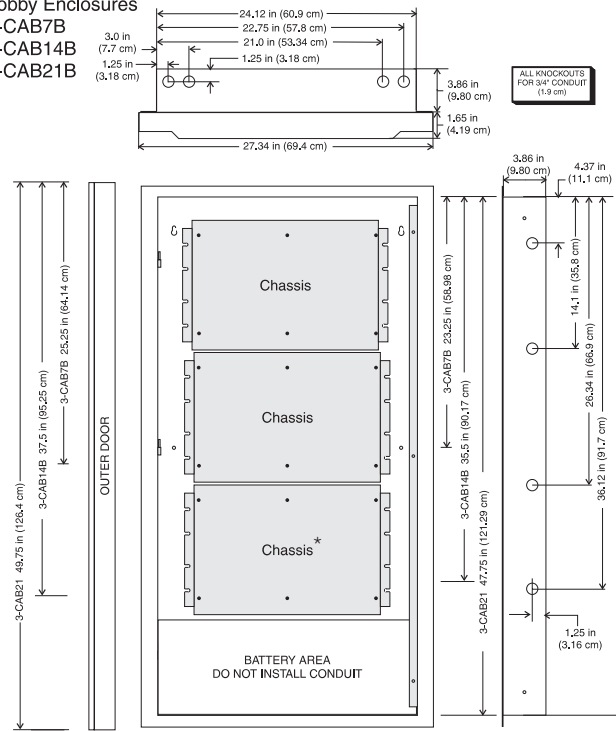 obby Enclosures
-CAB7B
-CAB14B
-CAB21B
24.12 in (60.9 cm)
22.75 in (57.8 cm)
21.0 in (53.34 cm)
3.0 in
(7.7 cm)
1.25 in (3.18 cm)
1.25 in
(3.18 cm)
3.86 in
(9.80 cm)
1.65 in
(4.19 cm)
27.34 in (69.4 cm)
ALL KNOCKOUTS
FOR 3/4" CONDUIT
(1.9 cm)
3-CAB21 49.75 in (126.4 cm)
3-CAB14B 37.5 in (95.25 cm)
3-CAB7B 25.25 in (64.14 cm)
OUTER DOOR
Chassis
Chassis
Chassis*
BATTERY AREA
DO NOT INSTALL CONDUIT
3-CAB7B 23.25 in (58.98 cm)
3-CAB14B 35.5 in (90.17 cm)
3-CAB21 47.75 in (121.29 cm)
3.86 in
(9.80 cm)
4.37 in
(11.1 cm)
14.1 in (35.8 cm)
26.34 in (66.9 cm)
36.12 in (91.7 cm)
1.25 in
(3.16 cm)